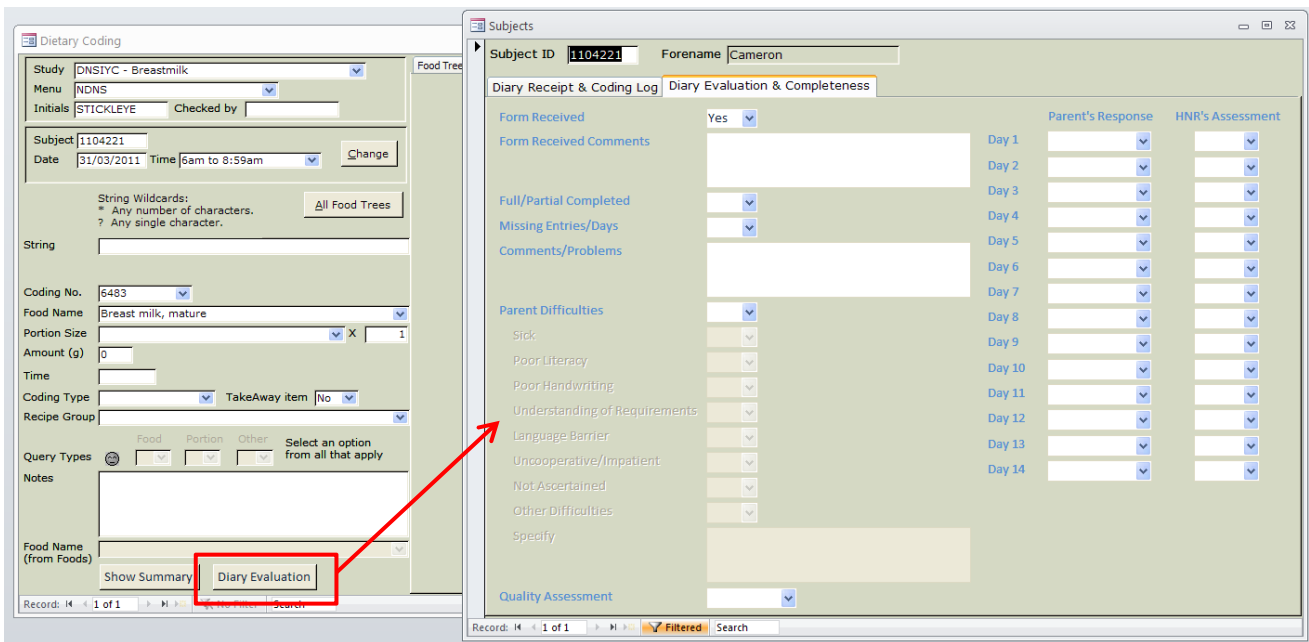 Dietary Coding
Study DNSIYC - Breastmilk
Menu NDNS
Initials STICKLEYE Checked by
Subject 1104221
Date 31/03/2011 Time 6am to 8:59am Change
String Wildcards:
* Any number of characters.
? Any single character.
All Food Trees
String
Coding No. 6483
Food Name Breast milk, mature
Portion Size X 1
Amount (g) 0
Time
Coding Type TakeAway item No
Recipe Group
Food Portion Other
Query Types Select an option
from all that apply
Notes
Food Name
(from Foods)
Show Summary Diary Evaluation
Record: 1 of 1 No Filter Search
Food Tree
Subjects
Subject ID 1104221 Forename Cameron
Diary Receipt & Coding Log Diary Evaluation & Completeness
Form Received Yes
Form Received Comments
Full/Partial Completed
Missing Entries/Days
Comments/Problems
Parent Difficulties
Sick
Poor Literacy
Poor Handwriting
Understanding of Requirements
Language Barrier
Uncooperative/Impatient
Not Ascertained
Other Difficulties
Specify
Quality Assessment
Parent's Response HNR's Assessment
Day 1
Day 2
Day 3
Day 4
Day 5
Day 6
Day 7
Day 8
Day 9
Day 10
Day 11
Day 12
Day 13
Day 14
Record: 1 of 1 Filtered Search